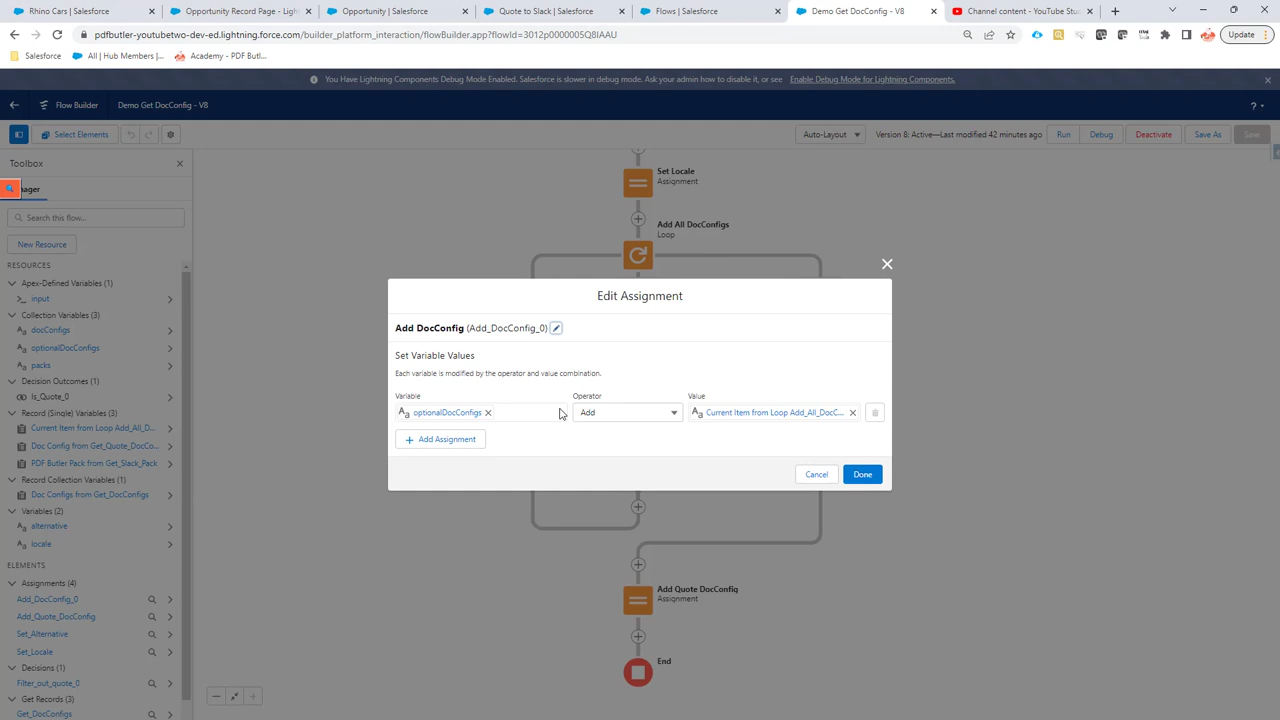 Rhino Cars | Salesforce
Opportunity Record Page - Ligh
Opportunity | Salesforce
Quote to Slack | Salesforce
Flows | Salesforce
Demo Get DocConfig - V8
Channel content - YouTube Stu
pdfbutler-youtubetwo-dev-ed.lightning.force.com/builder_platform_interaction/flowBuilder.app?flowId=3012p0000005Q8IAU
Update
Salesforce
All | Hub Members |...
Academy - PDF Butl...
You Have Lightning Components Debug Mode Enabled. Salesforce is slower in debug mode. Ask your admin how to disable it, or see
Enable Debug Mode for Lightning Components.
Flow Builder
Demo Get DocConfig - V8
?
Select Elements
Auto-Layout
Version 8: Active—Last modified 42 minutes ago
Run
Debug
Deactivate
Save As
Save
Toolbox
nager
Search this flow...
New Resource
RESOURCES
Apex-Defined Variables (1)
input
Collection Variables (3)
docConfigs
optionalDocConfigs
packs
Decision Outcomes (1)
Is_Quote_0
Record (Single) Variables (3)
Current Item from Loop Add_All_D...
Doc Config from Get_Quote_DocCo...
PDF Butler Pack from Get_Slack_Pack
Record Collection Variables (1)
Doc Configs from Get_DocConfigs
Variables (2)
alternative
locale
ELEMENTS
Assignments (4)
Add_DocConfig_0
Add_Quote_DocConfig
Set_Alternative
Set_Locale
Decisions (1)
Filter_out_quote_0
Get Records (3)
Get_DocConfigs
Set Locale
Assignment
Add All DocConfigs
Loop
Edit Assignment
Add DocConfig (Add_DocConfig_0)
Set Variable Values
Each variable is modified by the operator and value combination.
Variable
Operator
Value
optionalDocConfigs
Add
Current Item from Loop Add_All_DocC...
Add Assignment
Cancel
Done
Add Quote DocConfig
Assignment
End